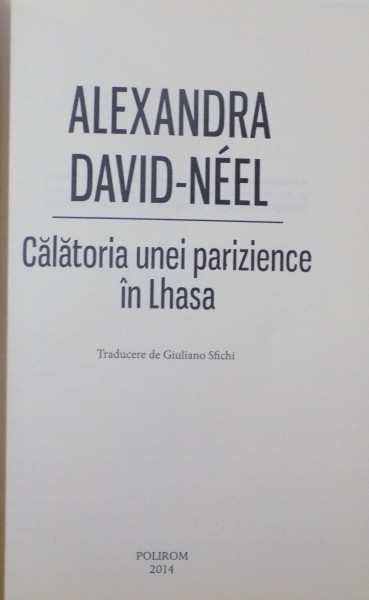 ALEXANDRA
DAVID-NÉEL
Călătoria unei parizience
în Lhasa
Traducere de Giuliano Sfichi
POLIROM
2014